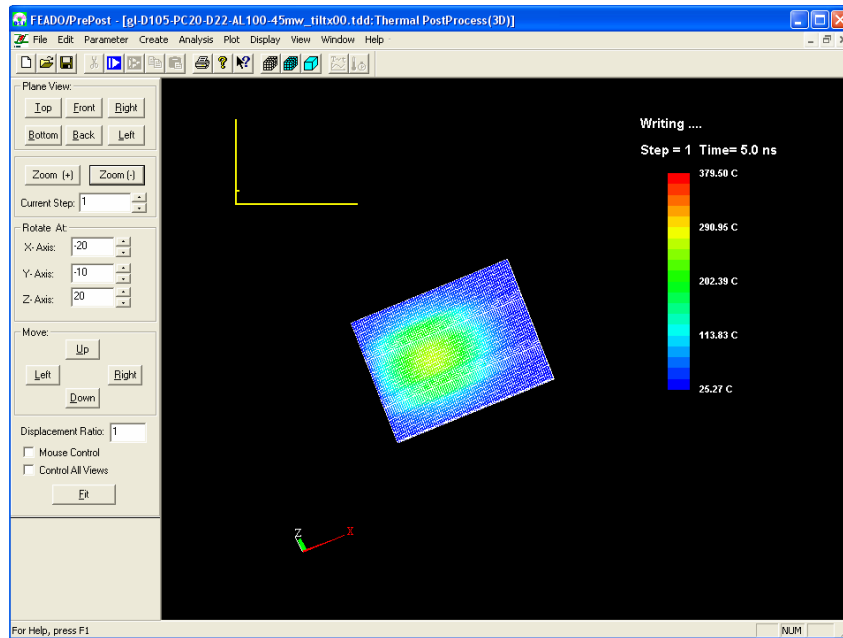 FEADO/PrePost - [gl-D105-PC20-D22-AL100-45mw_tiltx00.tdd:Thermal PostProcess(3D)]
File Edit Parameter Create Analysis Plot Display View Window Help
Plane View:
Top Front Right
Bottom Back Left
Zoom (+) Zoom (-)
Current Step: 1
Rotate At:
X-Axis: -20
Y-Axis: -10
Z-Axis: 20
Move:
Up
Left Right
Down
Displacement Ratio: 1
Mouse Control
Control All Views
Fit
Writing ....
Step = 1 Time= 5.0 ns
379.50 C
290.95 C
202.39 C
113.83 C
25.27 C
Z X
For Help, press F1 NUM